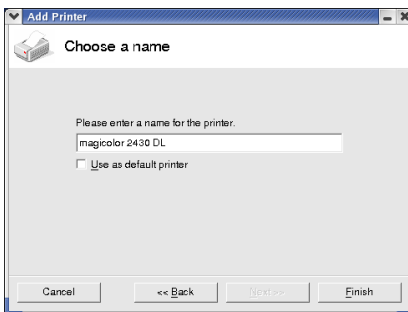 Add Printer
Choose a name
Please enter a name for the printer.
magicolor 2430 DL
Use as default printer
Cancel
<< Back
Next >>
Finish